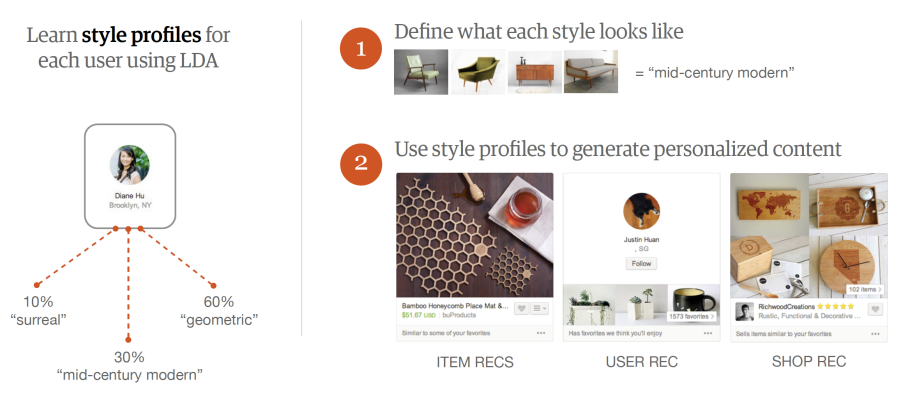 Learn style profiles for
each user using LDA
Diane Hu
Brooklyn, NY
10%
"surreal"
30%
"mid-century modern"
60%
"geometric"
1
Define what each style looks like
= "mid-century modern"
2
Use style profiles to generate personalized content
Bamboo Honeycomb Place Mat &...
$51.67 USD · buProducts
Similar to some of your favorites
ITEM RECS
Justin Huan
, SG
Follow
1573 favorites
Has favorites we think you'll enjoy
USER REC
102 items
RichwoodCreations
Rustic, Functional & Decorative ...
Sells items similar to your favorites
SHOP REC